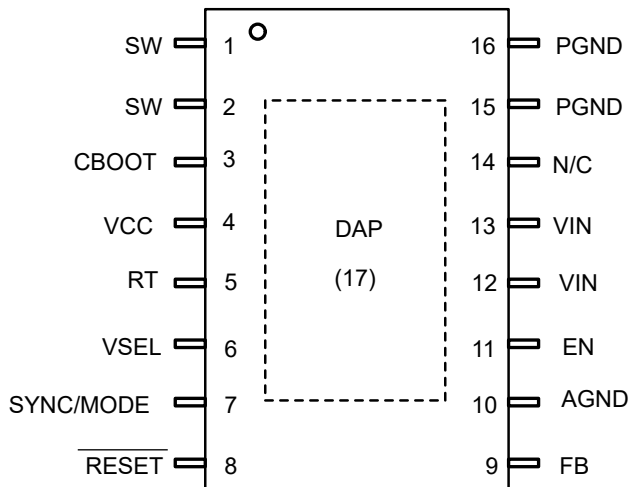 SW 1 16 PGND
SW 2 15 PGND
CBOOT 3 14 N/C
VCC 4 DAP 13 VIN
RT 5 (17) 12 VIN
VSEL 6 11 EN
SYNC/MODE 7 10 AGND
RESET 8 9 FB